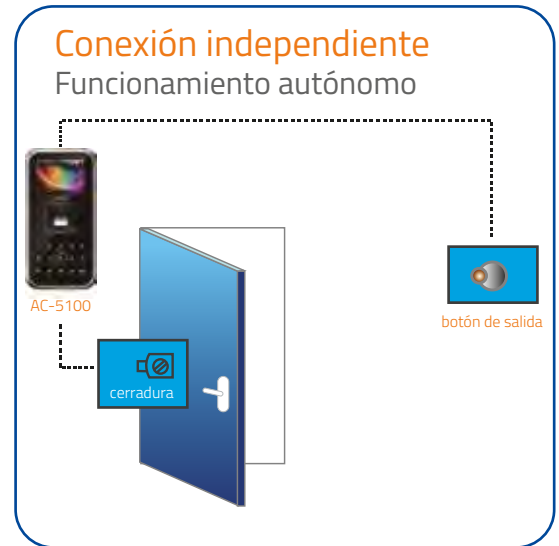 Conexión independiente
Funcionamiento autónomo
AC-5100
botón de salida
cerradura